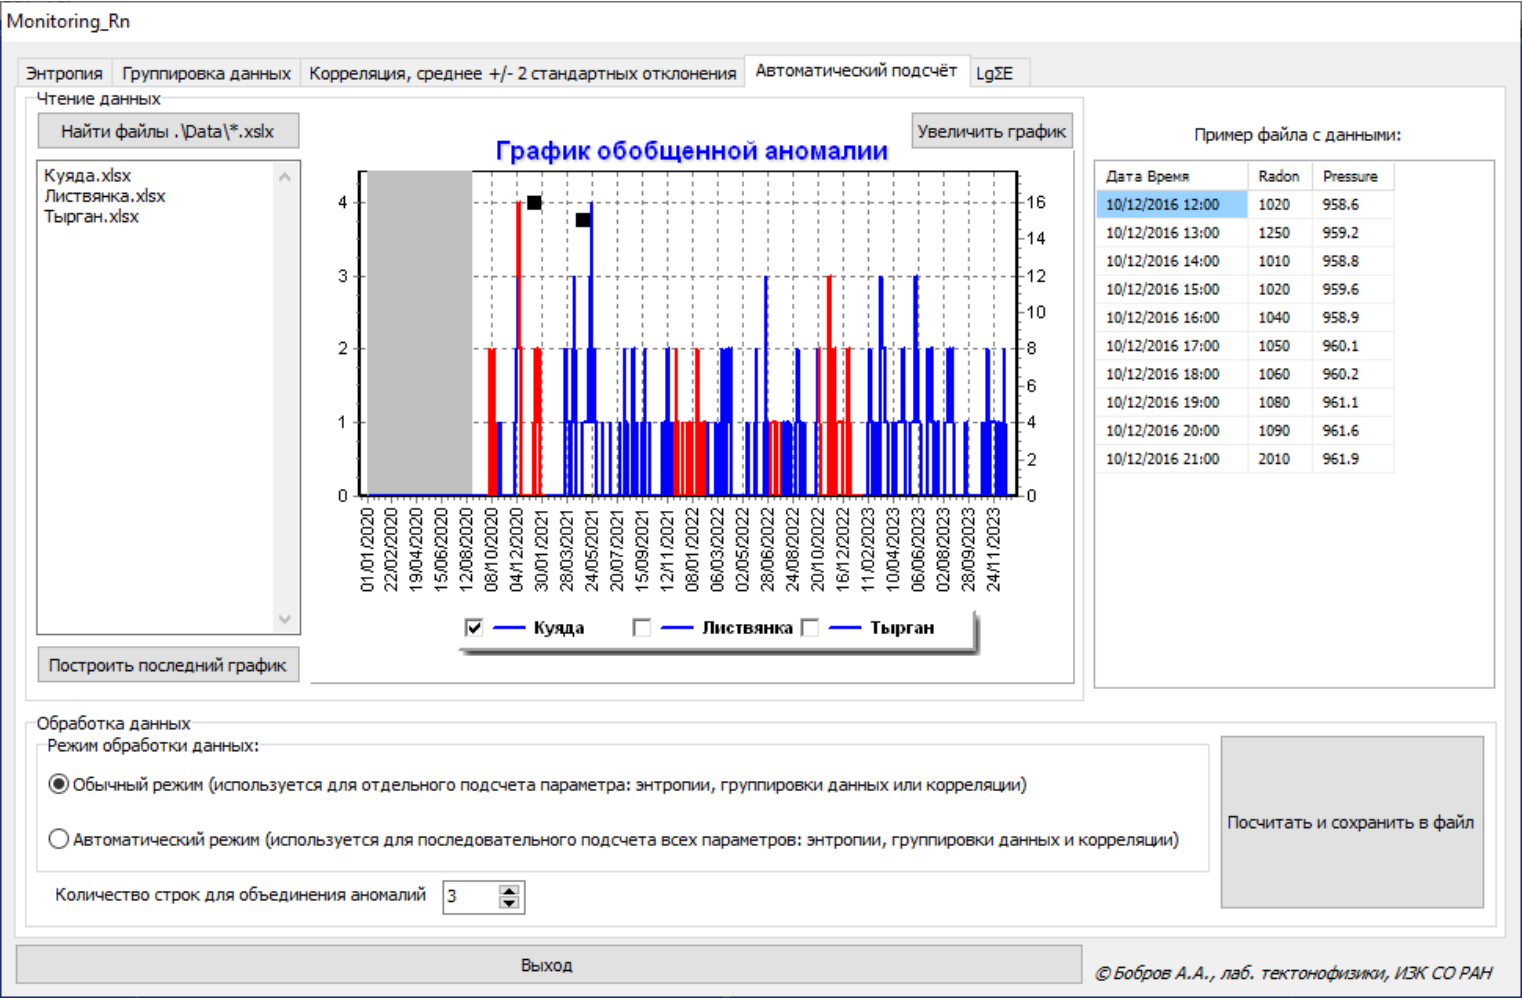 Monitoring_Rn
Энтропия Группировка данных Корреляция, среднее +/- 2 стандартных отклонения Автоматический подсчёт LgΣE
Чтение данных
Найти файлы .\Data\*.xslx
Куяда.xlsx
Листвянка.xlsx
Тырган.xlsx
Построить последний график
Увеличить график
График обобщенной аномалии
4
3
2
1
0
16
14
12
10
8
6
4
2
0
01/01/2020
22/02/2020
19/04/2020
15/06/2020
12/08/2020
08/10/2020
04/12/2020
30/01/2021
28/03/2021
24/05/2021
20/07/2021
15/09/2021
12/11/2021
08/01/2022
06/03/2022
02/05/2022
28/06/2022
24/08/2022
20/10/2022
16/12/2022
11/02/2023
10/04/2023
06/06/2023
02/08/2023
28/09/2023
24/11/2023
Куяда Листвянка Тырган
Пример файла с данными:
Дата Время Radon Pressure
10/12/2016 12:00 1020 958.6
10/12/2016 13:00 1250 959.2
10/12/2016 14:00 1010 958.8
10/12/2016 15:00 1020 959.6
10/12/2016 16:00 1040 958.9
10/12/2016 17:00 1050 960.1
10/12/2016 18:00 1060 960.2
10/12/2016 19:00 1080 961.1
10/12/2016 20:00 1090 961.6
10/12/2016 21:00 2010 961.9
Обработка данных
Режим обработки данных:
Обычный режим (используется для отдельного подсчета параметра: энтропии, группировки данных или корреляции)
Автоматический режим (используется для последовательного подсчета всех параметров: энтропии, группировки данных и корреляции)
Количество строк для объединения аномалий 3
Посчитать и сохранить в файл
Выход
© Бобров А.А., лаб. тектонофизики, ИЗК СО РАН